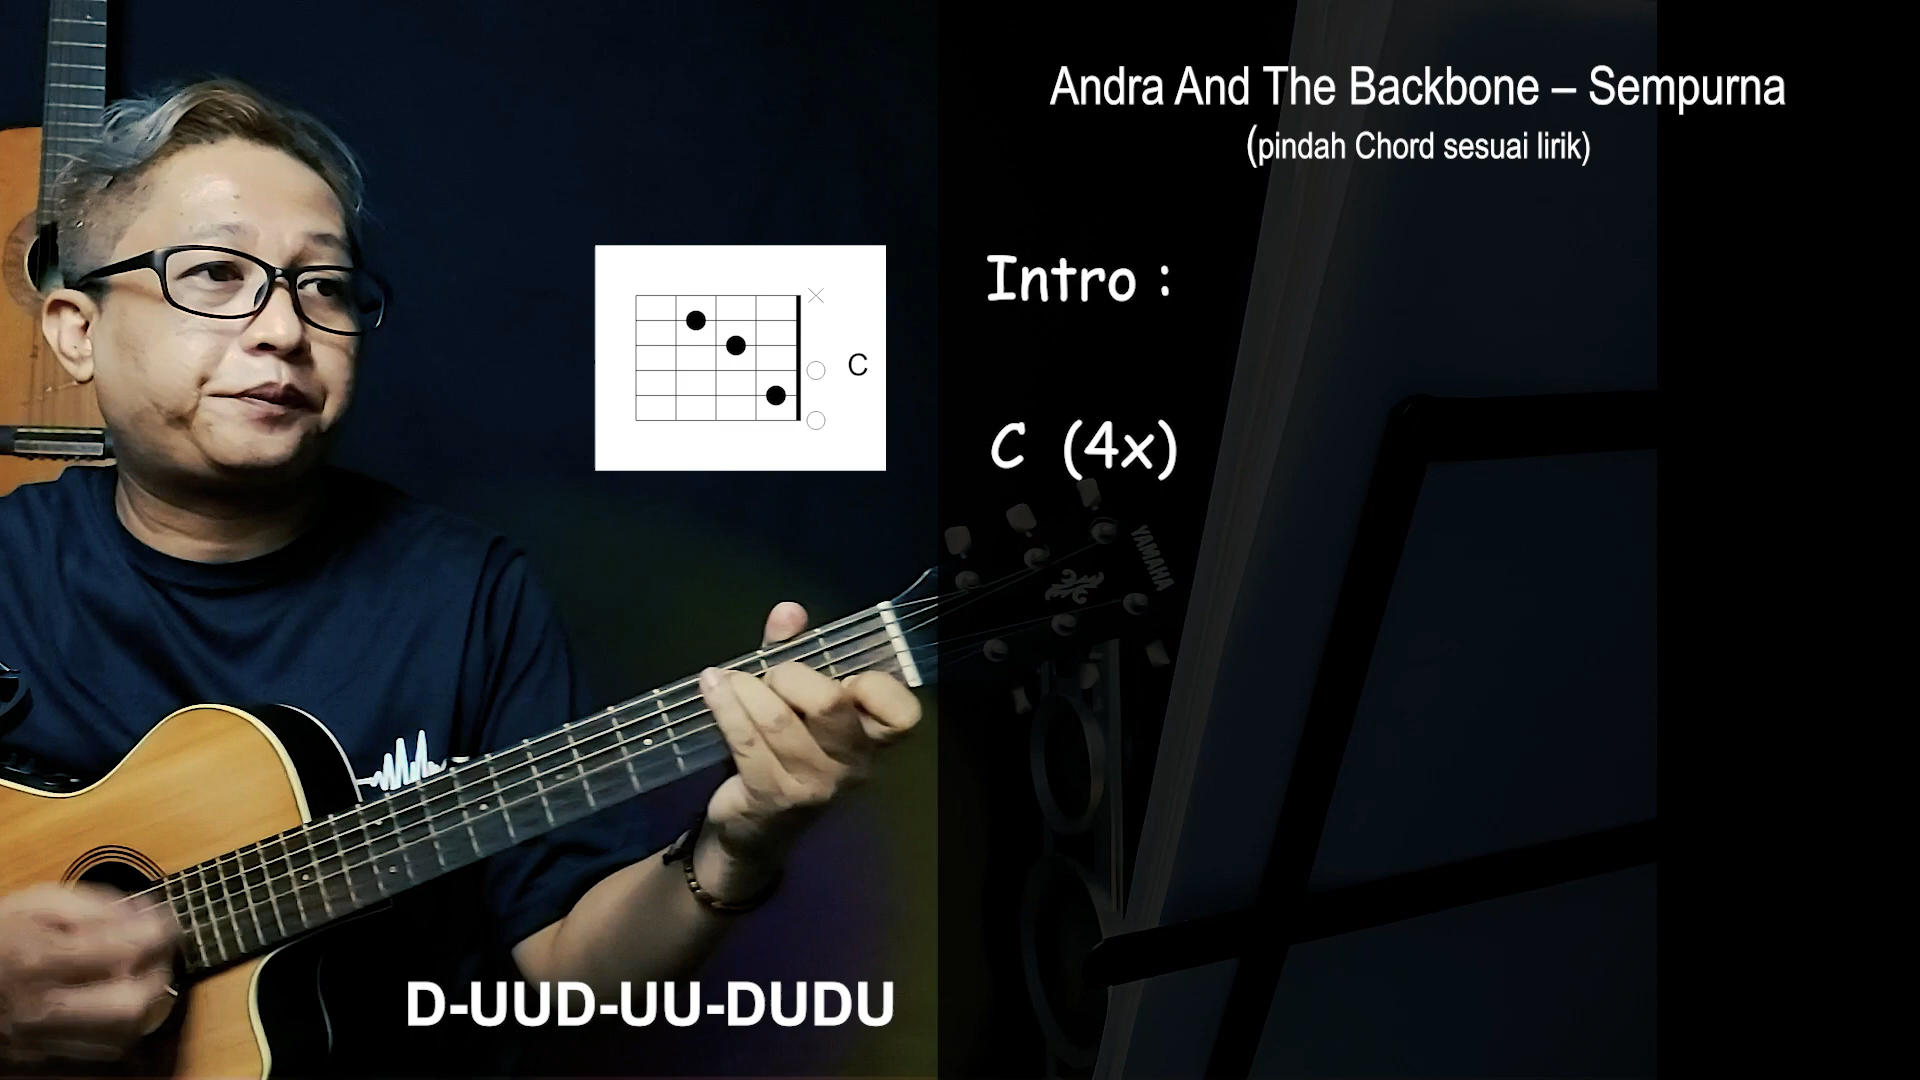 Andra And The Backbone – Sempurna
(pindah Chord sesuai lirik)
Intro :
C
C (4x)
YAMAHA
D-UUD-UU-DUDU